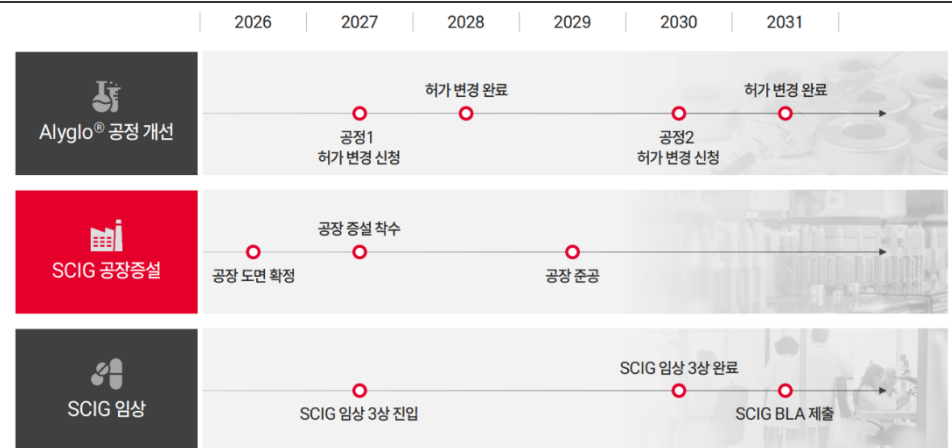 2026 2027 2028 2029 2030 2031
Alyglo® 공정 개선
허가 변경 완료
허가 변경 완료
공정1
허가 변경 신청
공정2
허가 변경 신청
SCIG 공장증설
공장 증설 착수
공장 도면 확정
공장 준공
SCIG 임상
SCIG 임상 3상 완료
SCIG 임상 3상 진입
SCIG BLA 제출